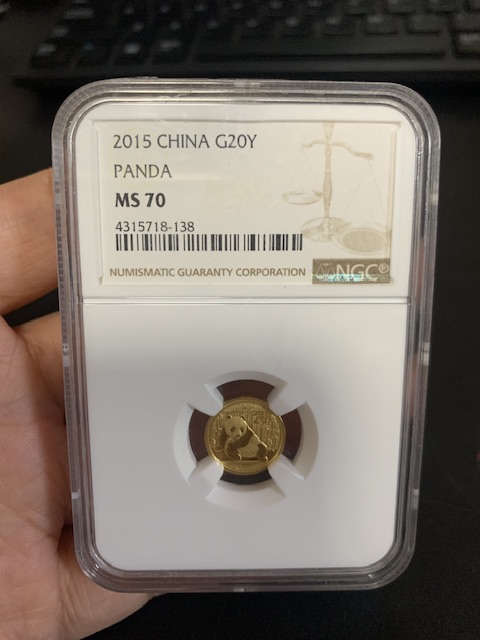 2015 CHINA G20Y
PANDA
MS 70
4315718-138
NUMISMATIC GUARANTY CORPORATION
NGC®